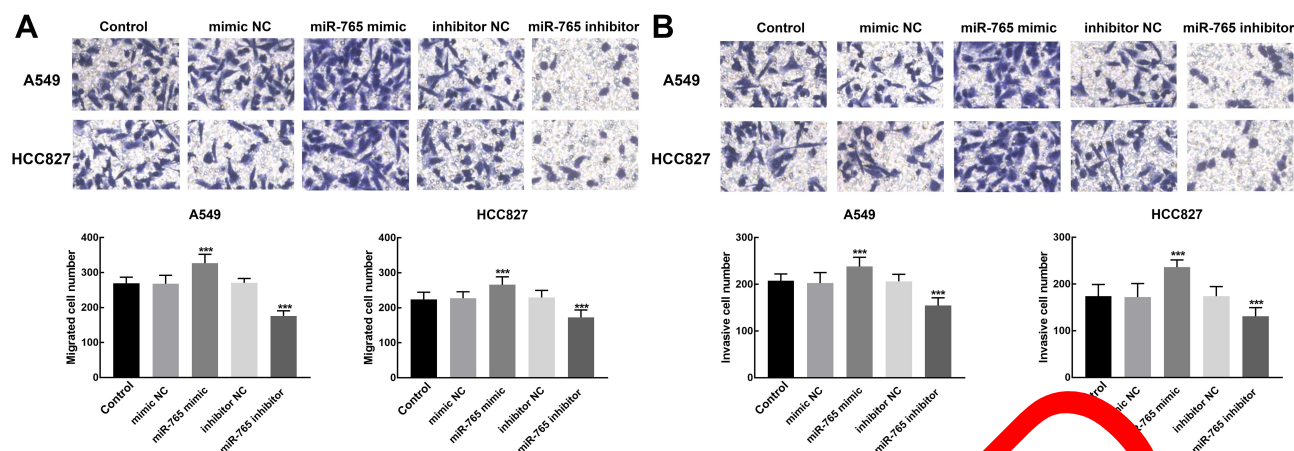 A
Control mimic NC miR-765 mimic inhibitor NC miR-765 inhibitor
A549
HCC827
A549
Migrated cell number
400
300
200
100
0
***
***
Control
mimic NC
miR-765 mimic
inhibitor NC
miR-765 inhibitor
HCC827
Migrated cell number
400
300
200
100
0
***
***
Control
mimic NC
miR-765 mimic
inhibitor NC
miR-765 inhibitor
B
Control mimic NC miR-765 mimic inhibitor NC miR-765 inhibitor
A549
HCC827
A549
Invasive cell number
300
200
100
0
***
***
Control
mimic NC
miR-765 mimic
inhibitor NC
miR-765 inhibitor
HCC827
Invasive cell number
300
200
100
0
***
***
Control
NC
mimic
inhibitor NC
miR-765 inhibitor